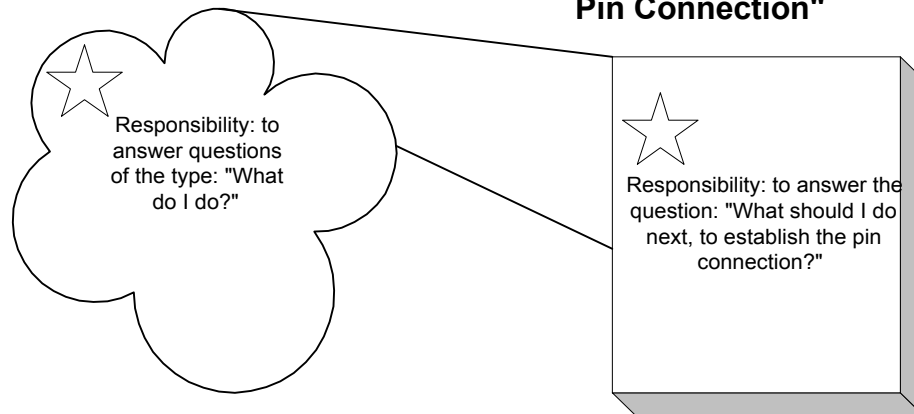 Pin Connection"
Responsibility: to
answer questions
of the type: "What
do I do?"
Responsibility: to answer the
question: "What should I do
next, to establish the pin
connection?"